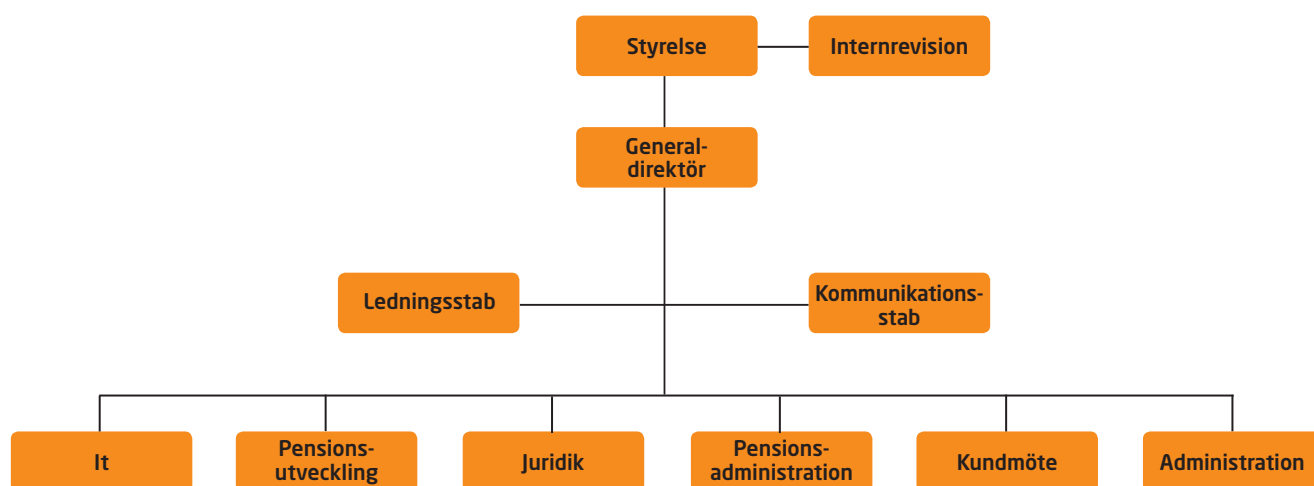 Styrelse
Internrevision
General-
direktör
Ledningsstab
Kommunikations-
stab
It
Pensions-
utveckling
Juridik
Pensions-
administration
Kundmöte
Administration